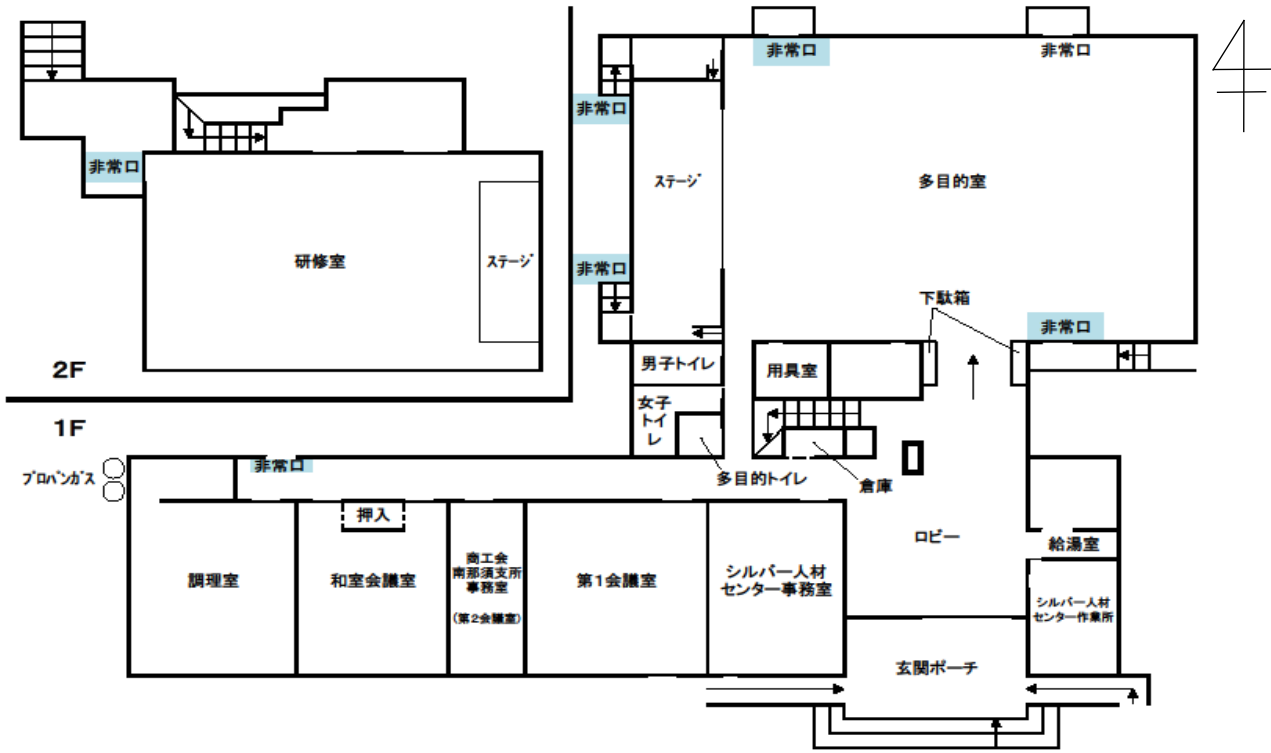 非常口
非常口
非常口
非常口
ｽﾃｰｼﾞ
多目的室
研修室
ｽﾃｰｼﾞ
非常口
下駄箱
非常口
2F
男子トイレ
用具室
女子
トイ
レ
1F
ﾌﾟﾛﾊﾟﾝｶﾞｽ
非常口
多目的トイレ
倉庫
押入
ロビー
給湯室
調理室
和室会議室
商工会
南那須支所
事務室
(第2会議室)
第1会議室
シルバー人材
センター事務室
シルバー人材
センター作業所
玄関ポーチ